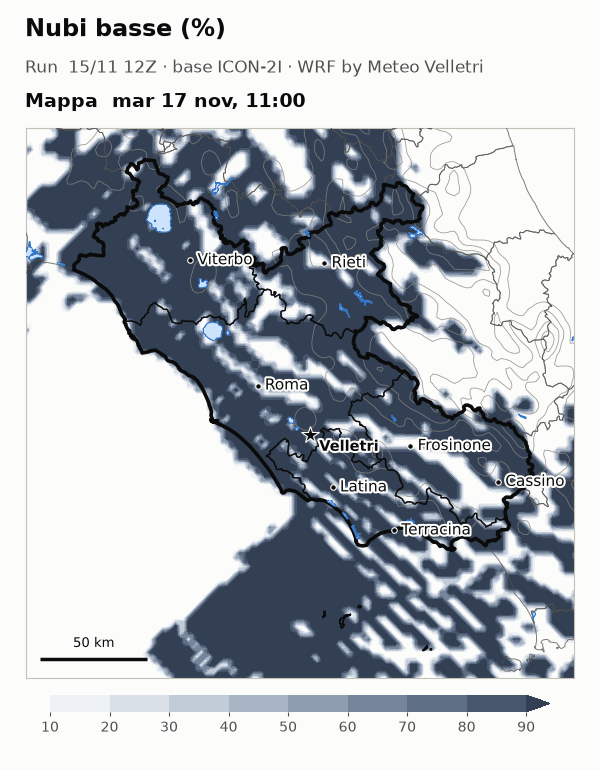 Nubi basse (%)
Run 15/11 12Z · base ICON-2I · WRF by Meteo Velletri
Mappa mar 17 nov, 11:00
Viterbo
Rieti
Roma
Velletri
Frosinone
Cassino
Latina
Terracina
50 km
10 20 30 40 50 60 70 80 90